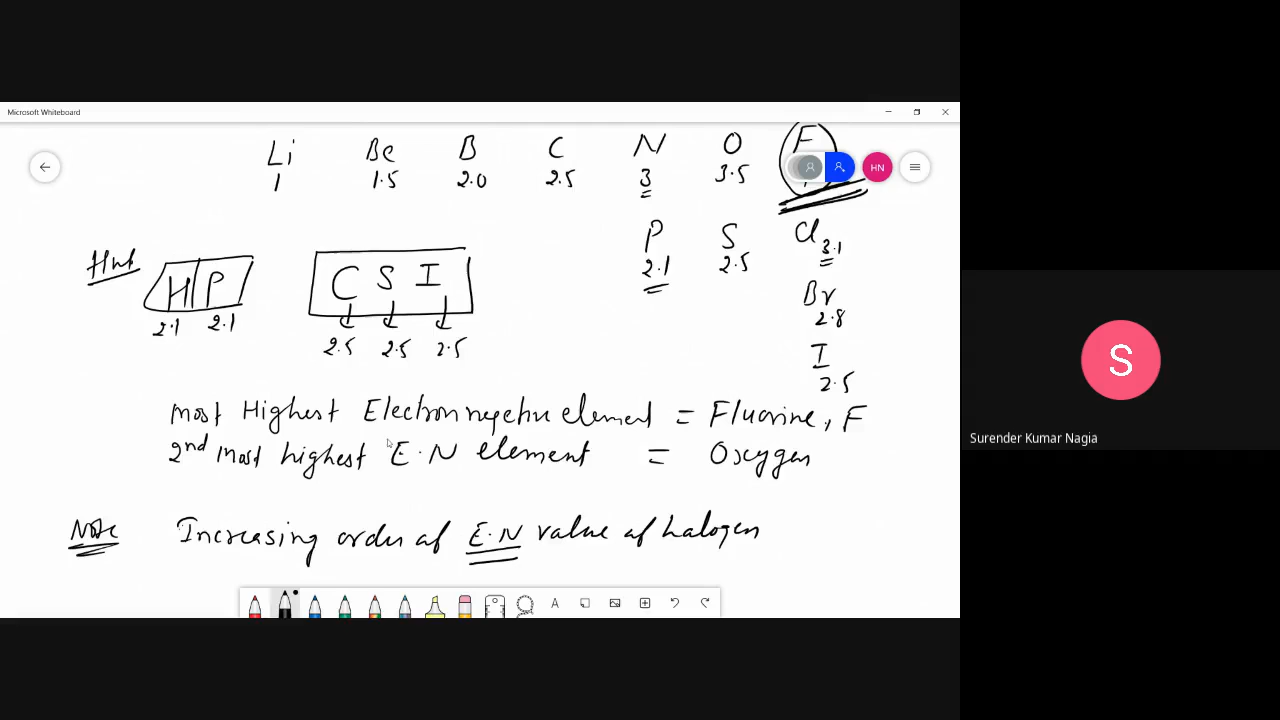 Microsoft Whiteboard
Li Be B C N O F
1 1.5 2.0 2.5 3 3.5
P S Cl 3.1
2.1 2.5
Hint H P C S I
2.1 2.1 2.5 2.5 2.5
Br
2.8
I
2.5
HN
S
Surender Kumar Nagia
most Highest Electronnegative element = Fluorine, F
2nd most highest E.N element = Oxygen
Note Increasing order of E.N value of halogen
A